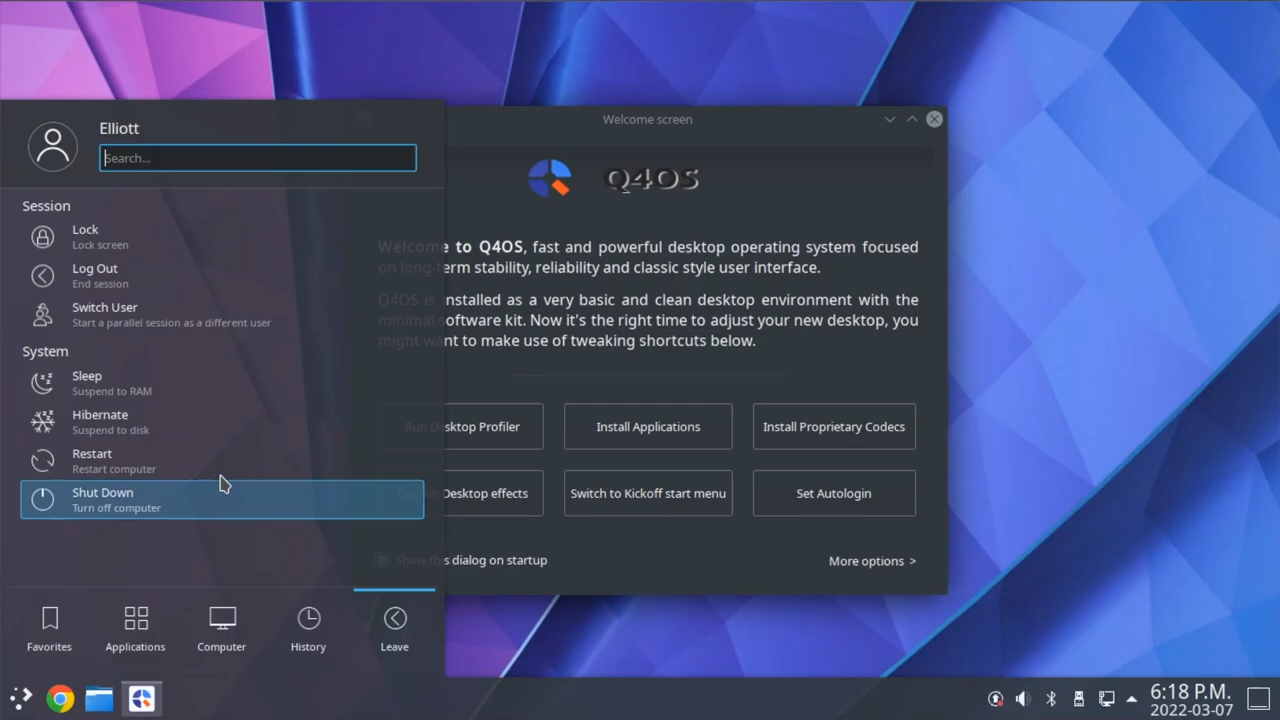 Elliott
Search...
Session
Lock
Lock screen
Log Out
End session
Switch User
Start a parallel session as a different user
System
Sleep
Suspend to RAM
Hibernate
Suspend to disk
Restart
Restart computer
Shut Down
Turn off computer
Favorites
Applications
Computer
History
Leave
Welcome screen
Q4OS
Welcome to Q4OS, fast and powerful desktop operating system focused
on long-term stability, reliability and classic style user interface.
Q4OS is installed as a very basic and clean desktop environment with the
minimal software kit. Now it's the right time to adjust your new desktop, you
might want to make use of tweaking shortcuts below.
Run Desktop Profiler
Install Applications
Install Proprietary Codecs
Desktop effects
Switch to Kickoff start menu
Set Autologin
Show this dialog on startup
More options >
6:18 P.M.
2022-03-07